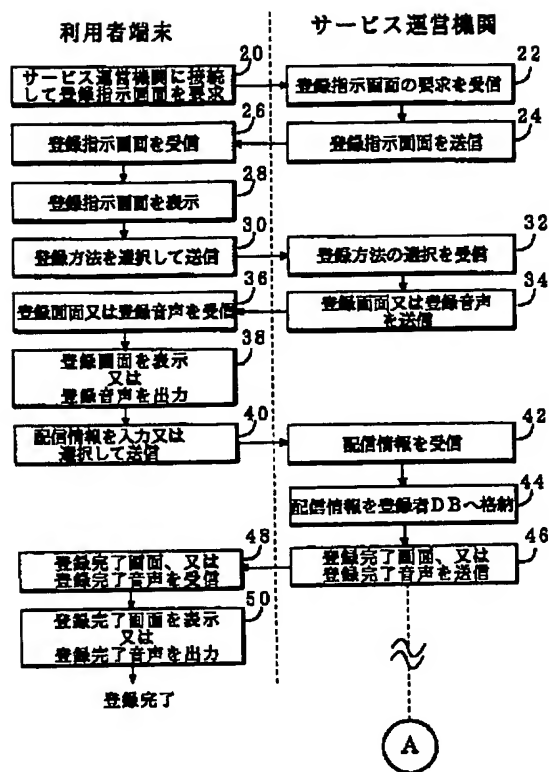 利用者端末
サービス運営機関
20
サービス運営機関に接続
して登録指示画面を要求
22
登録指示画面の要求を受信
26
登録指示画面を受信
24
登録指示画面を送信
28
登録指示画面を表示
30
登録方法を選択して送信
32
登録方法の選択を受信
36
登録画面又は登録音声を受信
34
登録画面又は登録音声
を送信
38
登録画面を表示
又は
登録音声を出力
40
配信情報を入力又は
選択して送信
42
配信情報を受信
44
配信情報を登録者DBへ格納
48
登録完了画面、又は
登録完了音声を受信
46
登録完了画面、又は
登録完了音声を送信
50
登録完了画面を表示
又は
登録完了音声を出力
登録完了
A